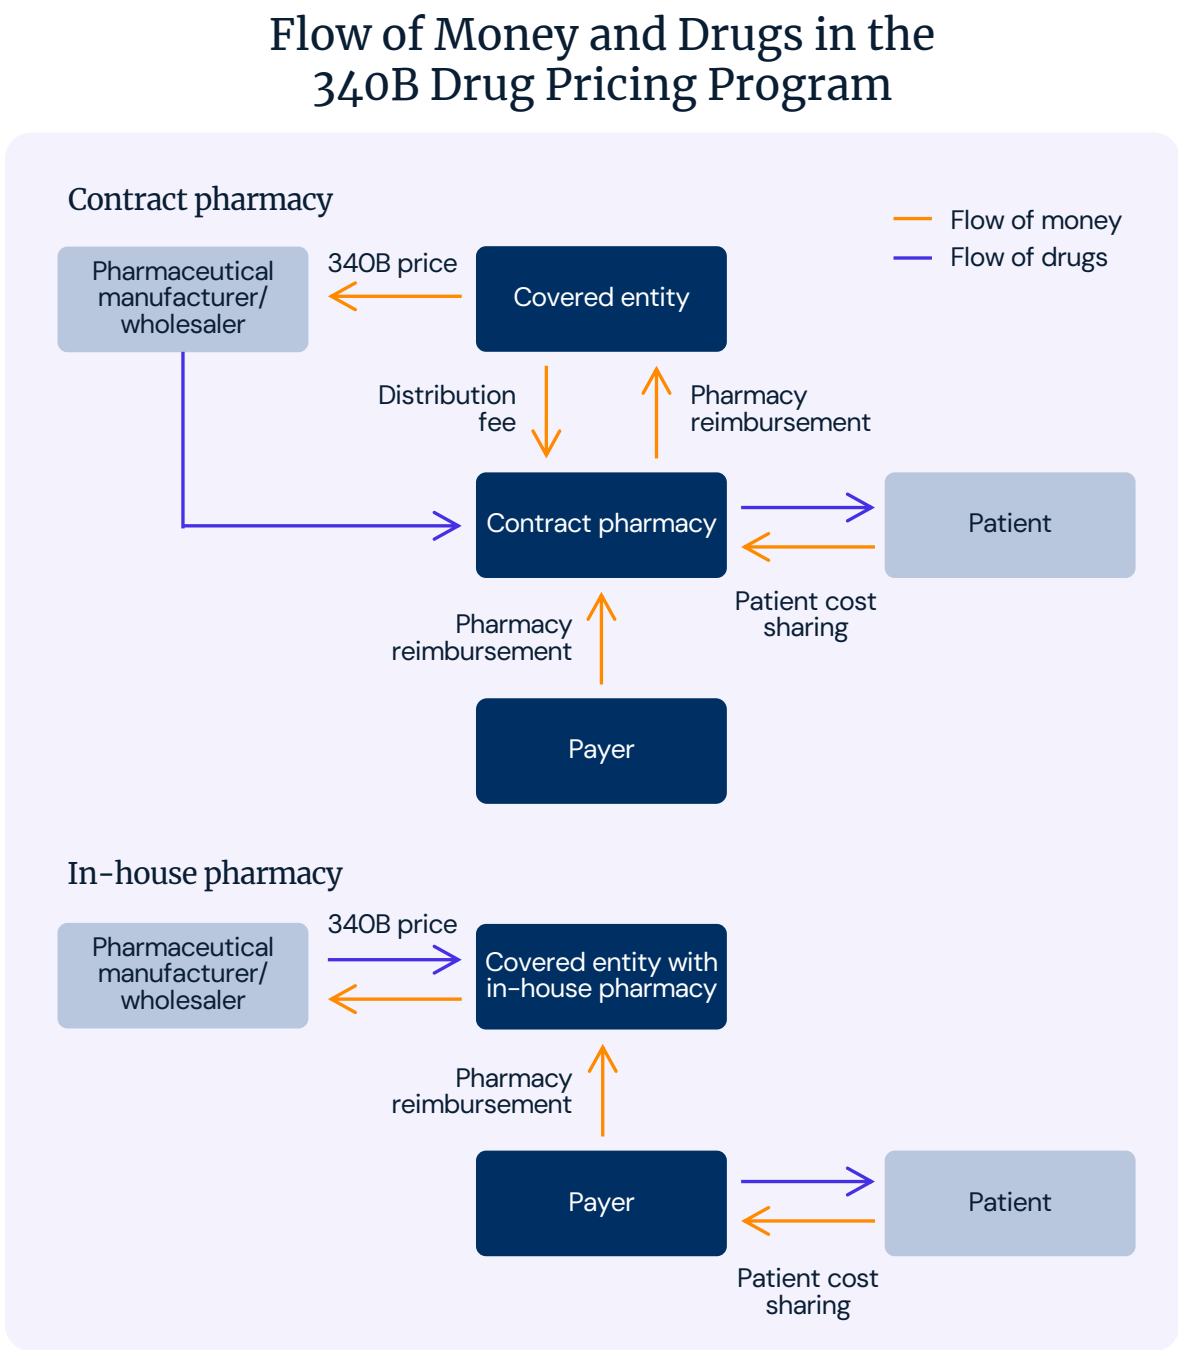 Flow of Money and Drugs in the
340B Drug Pricing Program
Contract pharmacy
Flow of money
Flow of drugs
Pharmaceutical
manufacturer/
wholesaler
340B price
Covered entity
Distribution
fee
Pharmacy
reimbursement
Contract pharmacy
Patient
Patient cost
sharing
Pharmacy
reimbursement
Payer
In-house pharmacy
Pharmaceutical
manufacturer/
wholesaler
340B price
Covered entity with
in-house pharmacy
Pharmacy
reimbursement
Payer
Patient
Patient cost
sharing